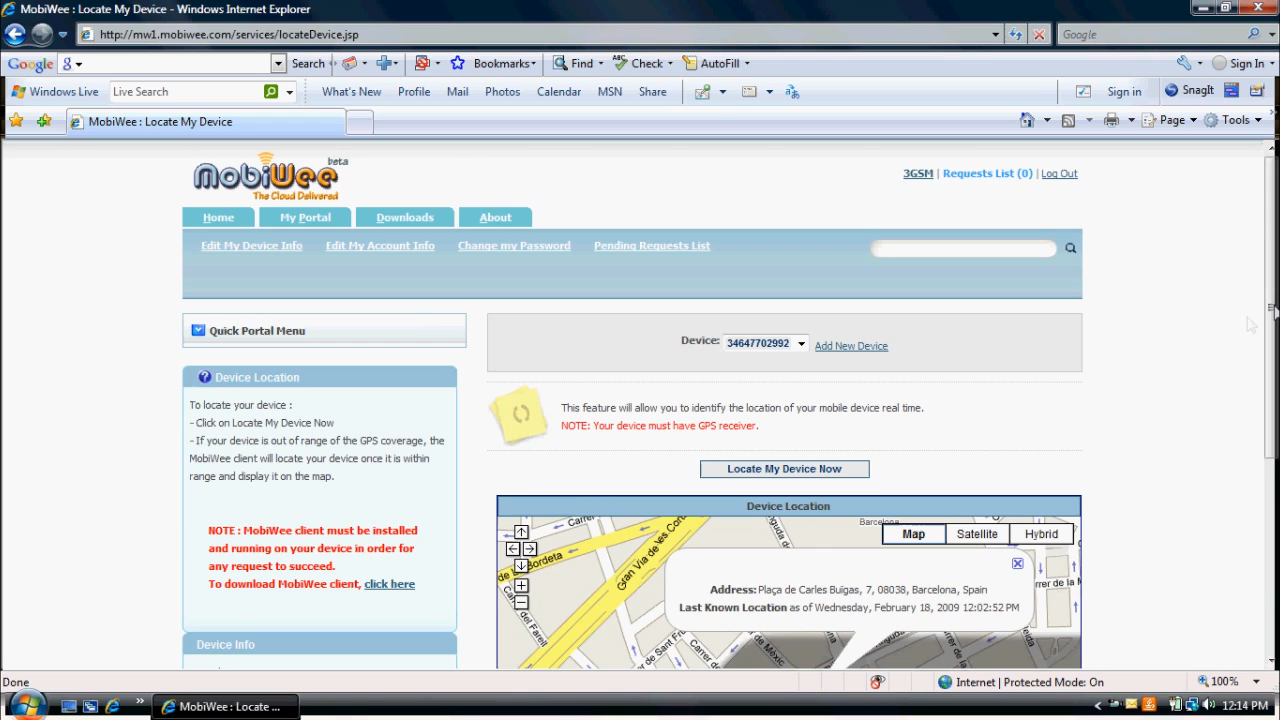 MobiWee : Locate My Device - Windows Internet Explorer
http://mw1.mobiwee.com/services/locateDevice.jsp
Google
Google
Search
Bookmarks
Find
Check
AutoFill
Sign In
Windows Live
Live Search
What's New
Profile
Mail
Photos
Calendar
MSN
Share
Sign in
SnagIt
MobiWee : Locate My Device
Page
Tools
MobiWee
beta
The Cloud Delivered
3GSM | Requests List (0) | Log Out
Home
My Portal
Downloads
About
Edit My Device Info
Edit My Account Info
Change my Password
Pending Requests List
Quick Portal Menu
Device: 34647702992
Add New Device
Device Location
To locate your device :
- Click on Locate My Device Now
- If your device is out of range of the GPS coverage, the
MobiWee client will locate your device once it is within
range and display it on the map.
NOTE : MobiWee client must be installed
and running on your device in order for
any request to succeed.
To download MobiWee client, click here
Device Info
This feature will allow you to identify the location of your mobile device real time.
NOTE: Your device must have GPS receiver.
Locate My Device Now
Device Location
Map
Satellite
Hybrid
Barcelona
Gran Via de les Cor
de la Bordeta
Address: Plaça de Carles Buïgas, 7, 08038, Barcelona, Spain
Last Known Location as of Wednesday, February 18, 2009 12:02:52 PM
Done
Internet | Protected Mode: On
100%
MobiWee : Locate ...
12:14 PM